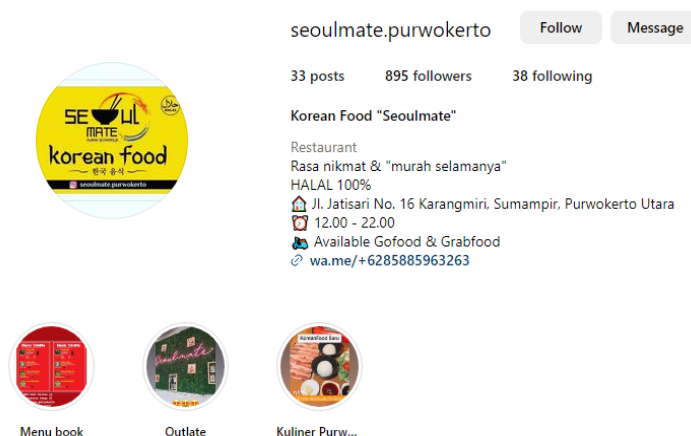 seoulmate.purwokerto
Follow
Message
33 posts
895 followers
38 following
Korean Food "Seoulmate"
Restaurant
Rasa nikmat & "murah selamanya"
HALAL 100%
Jl. Jatisari No. 16 Karangmiri, Sumampir, Purwokerto Utara
12.00 - 22.00
Available Gofood & Grabfood
wa.me/+6285885963263
SEOUL
MATE
korean food
한국 음식
seoulmate.purwokerto
حلال
Seoulmate
KoreanFood Baru
Menu book
Outlate
Kuliner Purw...